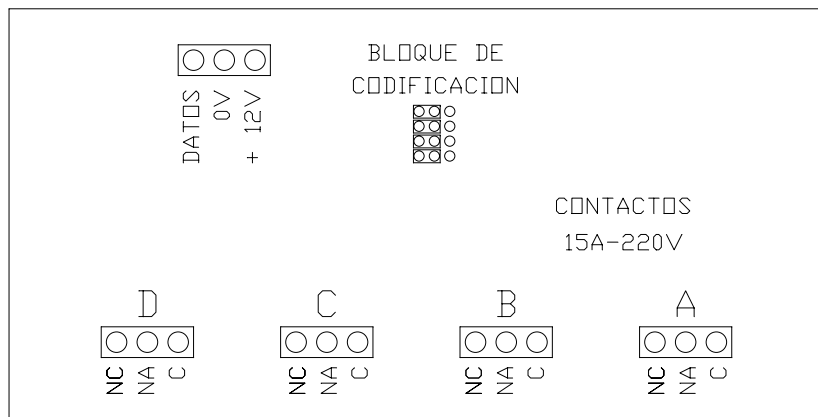 BLOQUE DE
CODIFICACION
DATOS
0V
+ 12V
CONTACTOS
15A-220V
D
C
B
A
NC
NA
C
NC
NA
C
NC
NA
C
NC
NA
C